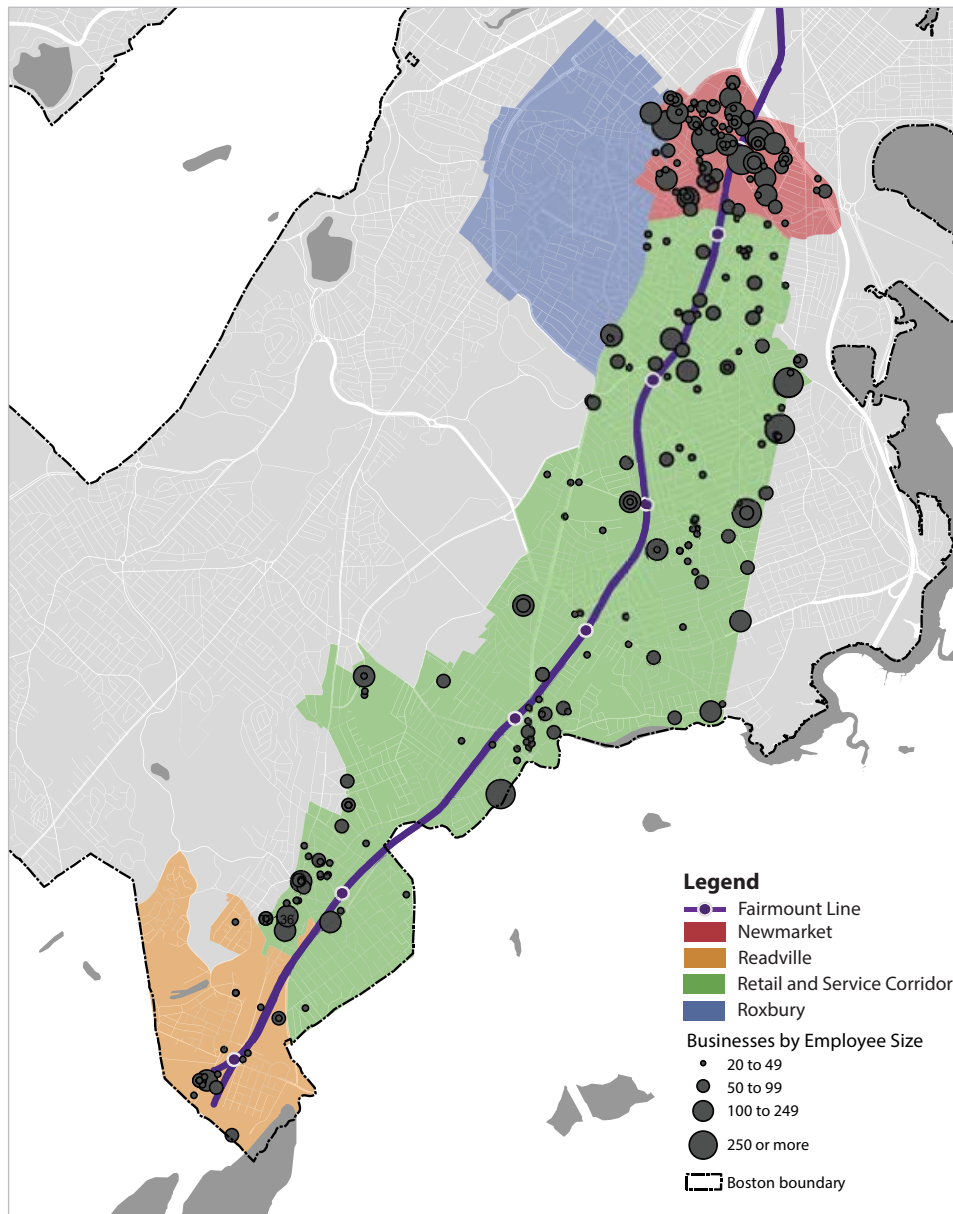 136
Legend
Fairmount Line
Newmarket
Readville
Retail and Service Corridor
Roxbury
Businesses by Employee Size
20 to 49
50 to 99
100 to 249
250 or more
Boston boundary